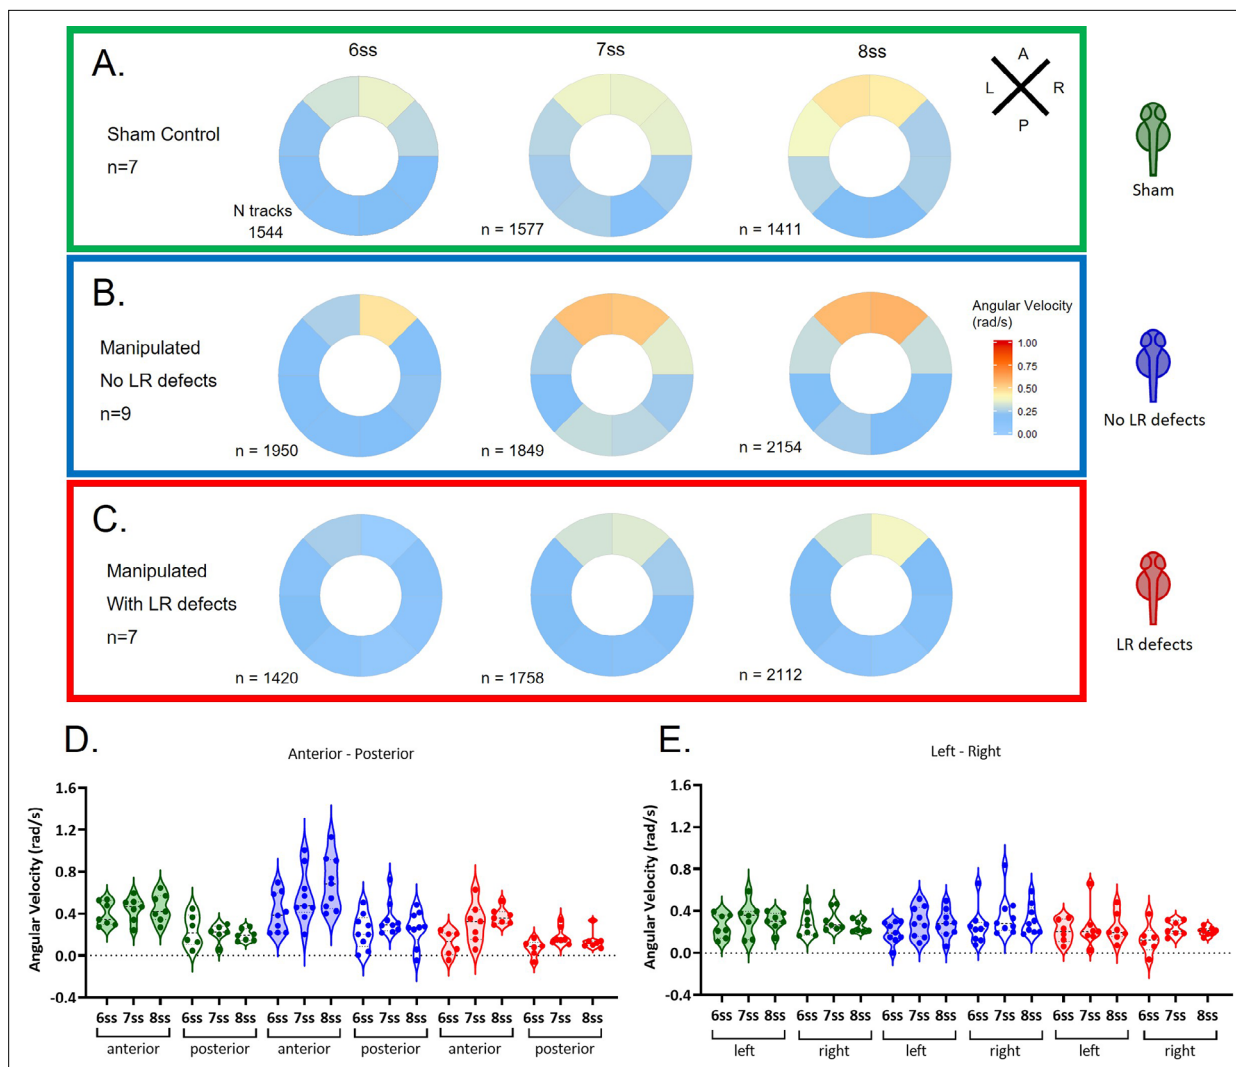 A.
6ss
7ss
8ss
A
L
R
P
Sham Control
n=7
N tracks
1544
n = 1577
n = 1411
Sham
B.
Manipulated
No LR defects
n=9
n = 1950
n = 1849
n = 2154
Angular Velocity
(rad/s)
1.00
0.75
0.50
0.25
0.00
No LR defects
C.
Manipulated
With LR defects
n=7
n = 1420
n = 1758
n = 2112
LR defects
D.
Anterior - Posterior
Angular Velocity (rad/s)
1.6
1.2
0.8
0.4
0.0
-0.4
6ss 7ss 8ss 6ss 7ss 8ss 6ss 7ss 8ss 6ss 7ss 8ss 6ss 7ss 8ss 6ss 7ss 8ss
anterior posterior anterior posterior anterior posterior
E.
Left - Right
Angular Velocity (rad/s)
1.6
1.2
0.8
0.4
0.0
-0.4
6ss 7ss 8ss 6ss 7ss 8ss 6ss 7ss 8ss 6ss 7ss 8ss 6ss 7ss 8ss 6ss 7ss 8ss
left right left right left right